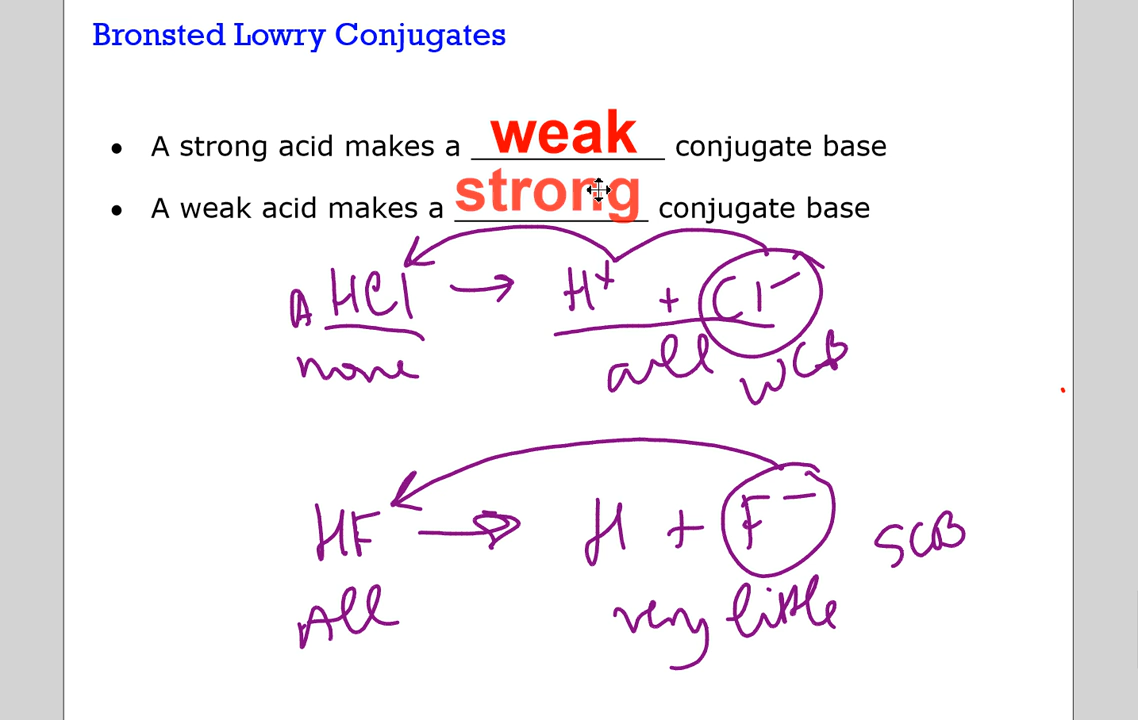 Bronsted Lowry Conjugates
• A strong acid makes a weak conjugate base
• A weak acid makes a strong conjugate base
A HCl → H⁺ + Cl⁻
none all WCB
HF → H + F⁻ SCB
All very little